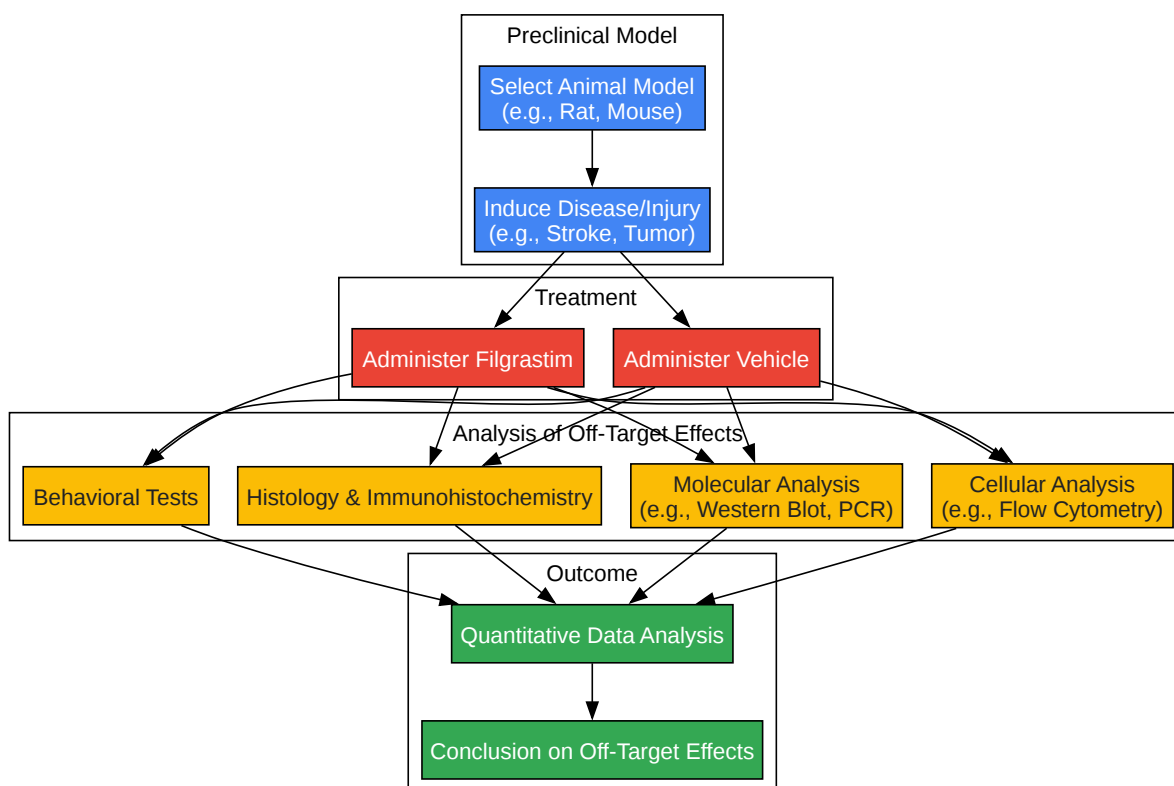 Preclinical Model
Select Animal Model
(e.g., Rat, Mouse)
Induce Disease/Injury
(e.g., Stroke, Tumor)
Treatment
Administer Filgrastim
Administer Vehicle
Analysis of Off-Target Effects
Behavioral Tests
Histology & Immunohistochemistry
Molecular Analysis
(e.g., Western Blot, PCR)
Cellular Analysis
(e.g., Flow Cytometry)
Outcome
Quantitative Data Analysis
Conclusion on Off-Target Effects